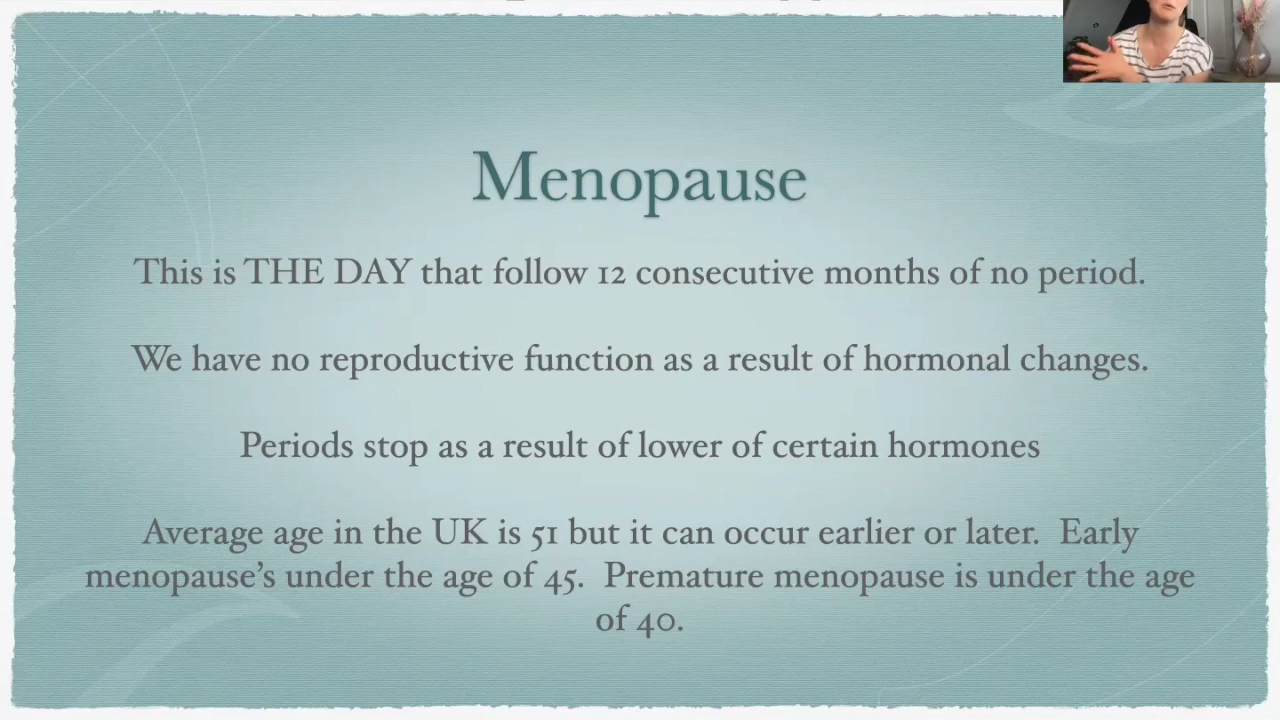 Menopause
This is THE DAY that follow 12 consecutive months of no period.
We have no reproductive function as a result of hormonal changes.
Periods stop as a result of lower of certain hormones
Average age in the UK is 51 but it can occur earlier or later. Early
menopause's under the age of 45. Premature menopause is under the age
of 40.